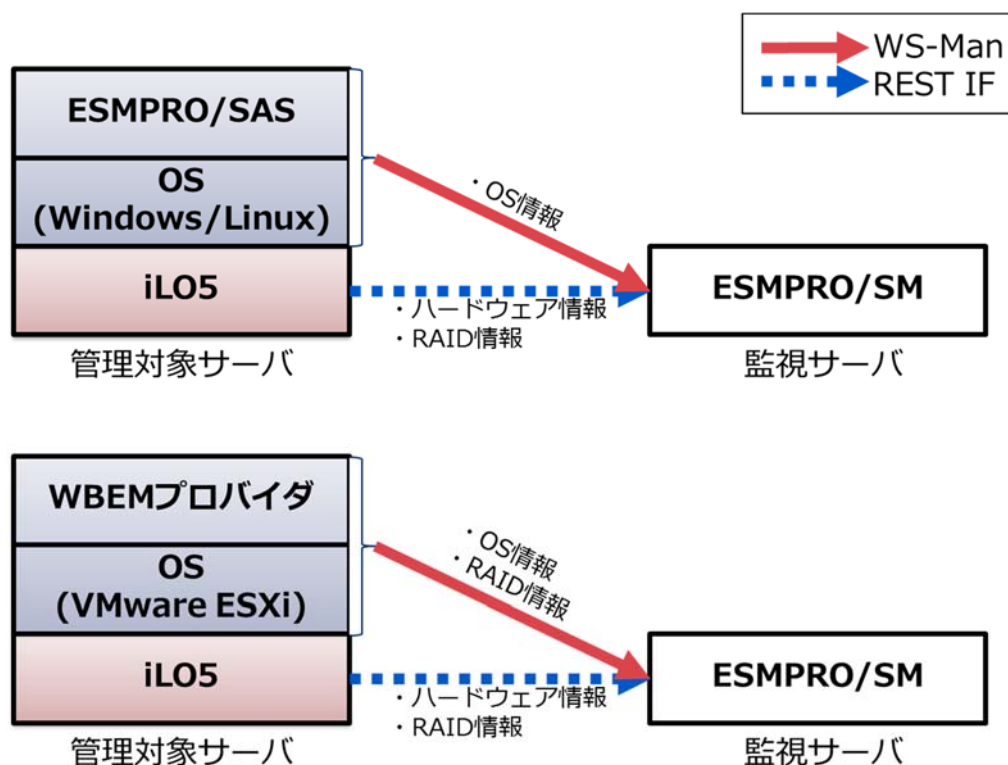 WS-Man
REST IF
ESMPRO/SAS
OS
(Windows/Linux)
iLO5
管理対象サーバ
・OS情報
・ハードウェア情報
・RAID情報
ESMPRO/SM
監視サーバ
WBEMプロバイダ
OS
(VMware ESXi)
iLO5
管理対象サーバ
・OS情報
・RAID情報
・ハードウェア情報
・RAID情報
ESMPRO/SM
監視サーバ